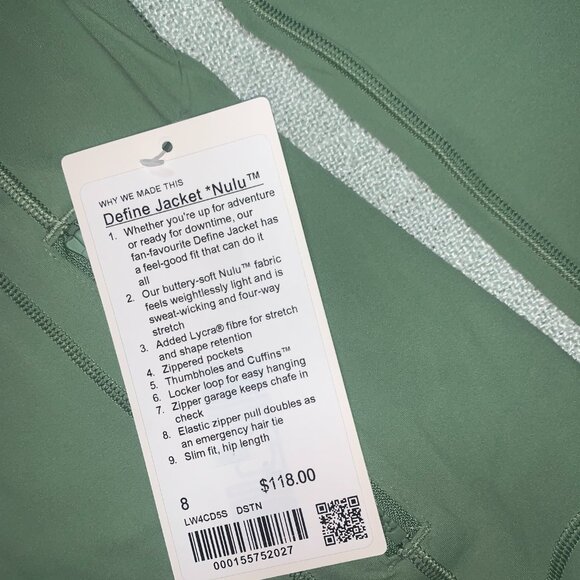 WHY WE MADE THIS
Define Jacket *Nulu™
1. Whether you're up for adventure
or ready for downtime, our
fan-favourite Define Jacket has
a feel-good fit that can do it
all
2. Our buttery-soft Nulu™ fabric
feels weightlessly light and is
sweat-wicking and four-way
stretch
3. Added Lycra® fibre for stretch
and shape retention
4. Zippered pockets
5. Thumbholes and Cuffins™
6. Locker loop for easy hanging
7. Zipper garage keeps chafe in
check
8. Elastic zipper pull doubles as
an emergency hair tie
9. Slim fit, hip length
8 $118.00
LW4CD5S DSTN
000155752027